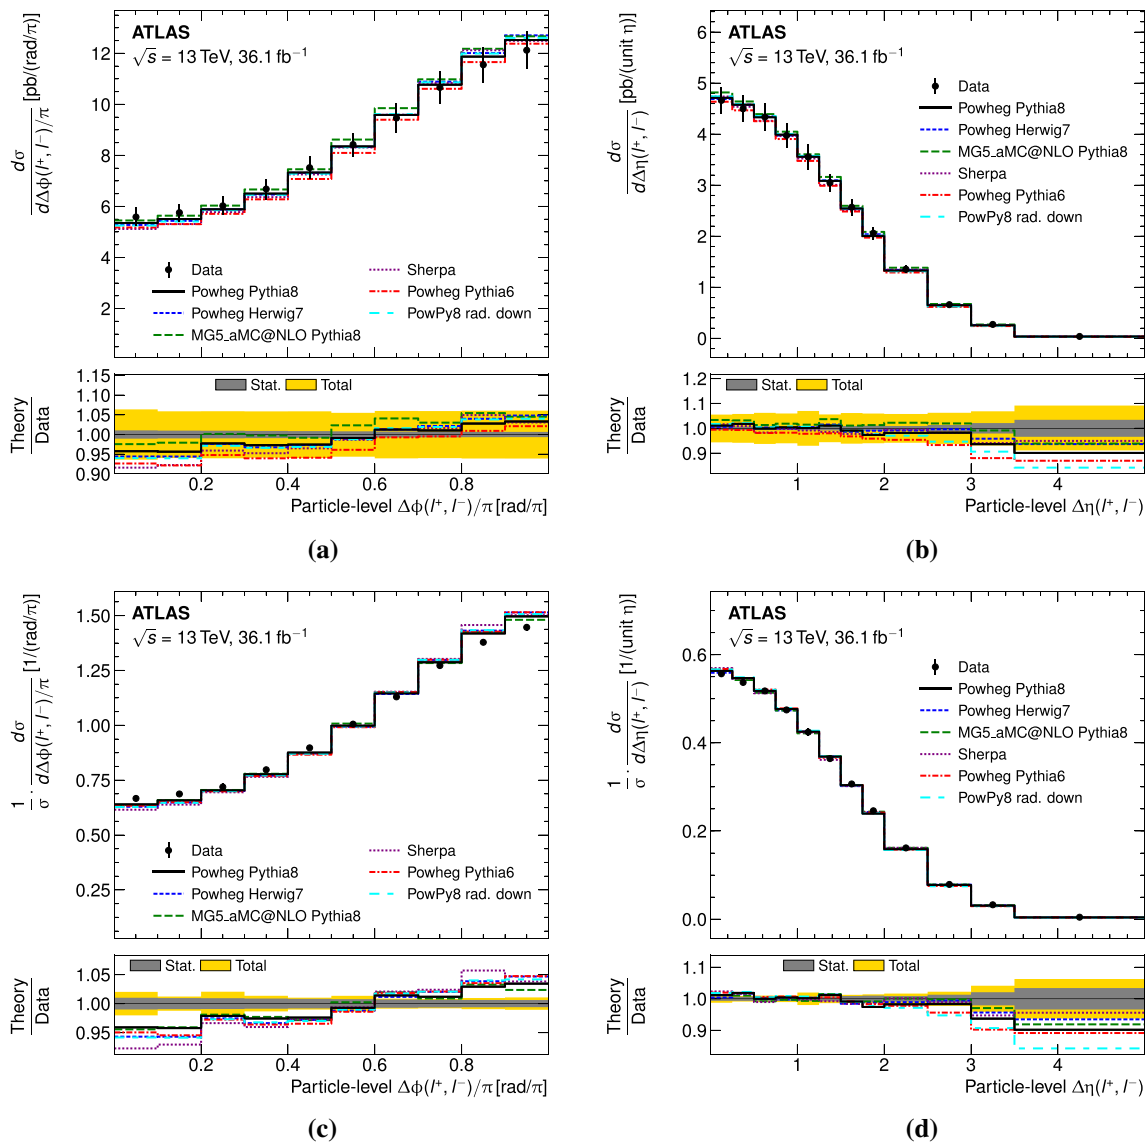 ATLAS
√s = 13 TeV, 36.1 fb⁻¹
dσ
dΔϕ(l⁺, l⁻)/π
[pb/(rad/π)]
12
10
8
6
4
2
Data
Powheg Pythia8
Powheg Herwig7
MG5_aMC@NLO Pythia8
Sherpa
Powheg Pythia6
PowPy8 rad. down
Theory
Data
1.15
1.10
1.05
1.00
0.95
0.90
Stat.
Total
0.2 0.4 0.6 0.8
Particle-level Δϕ(l⁺, l⁻)/π [rad/π]
(a)
ATLAS
√s = 13 TeV, 36.1 fb⁻¹
dσ
dΔη(l⁺, l⁻)
[pb/(unit η)]
6
5
4
3
2
1
0
Data
Powheg Pythia8
Powheg Herwig7
MG5_aMC@NLO Pythia8
Sherpa
Powheg Pythia6
PowPy8 rad. down
Theory
Data
1.2
1.1
1.0
0.9
Stat.
Total
1 2 3 4
Particle-level Δη(l⁺, l⁻)
(b)
ATLAS
√s = 13 TeV, 36.1 fb⁻¹
1/σ · dσ
dΔϕ(l⁺, l⁻)/π
[1/(rad/π)]
1.50
1.25
1.00
0.75
0.50
0.25
Data
Powheg Pythia8
Powheg Herwig7
MG5_aMC@NLO Pythia8
Sherpa
Powheg Pythia6
PowPy8 rad. down
Theory
Data
1.05
1.00
0.95
Stat.
Total
0.2 0.4 0.6 0.8
Particle-level Δϕ(l⁺, l⁻)/π [rad/π]
(c)
ATLAS
√s = 13 TeV, 36.1 fb⁻¹
1/σ · dσ
dΔη(l⁺, l⁻)
[1/(unit η)]
0.6
0.4
0.2
0.0
Data
Powheg Pythia8
Powheg Herwig7
MG5_aMC@NLO Pythia8
Sherpa
Powheg Pythia6
PowPy8 rad. down
Theory
Data
1.1
1.0
0.9
Stat.
Total
1 2 3 4
Particle-level Δη(l⁺, l⁻)
(d)